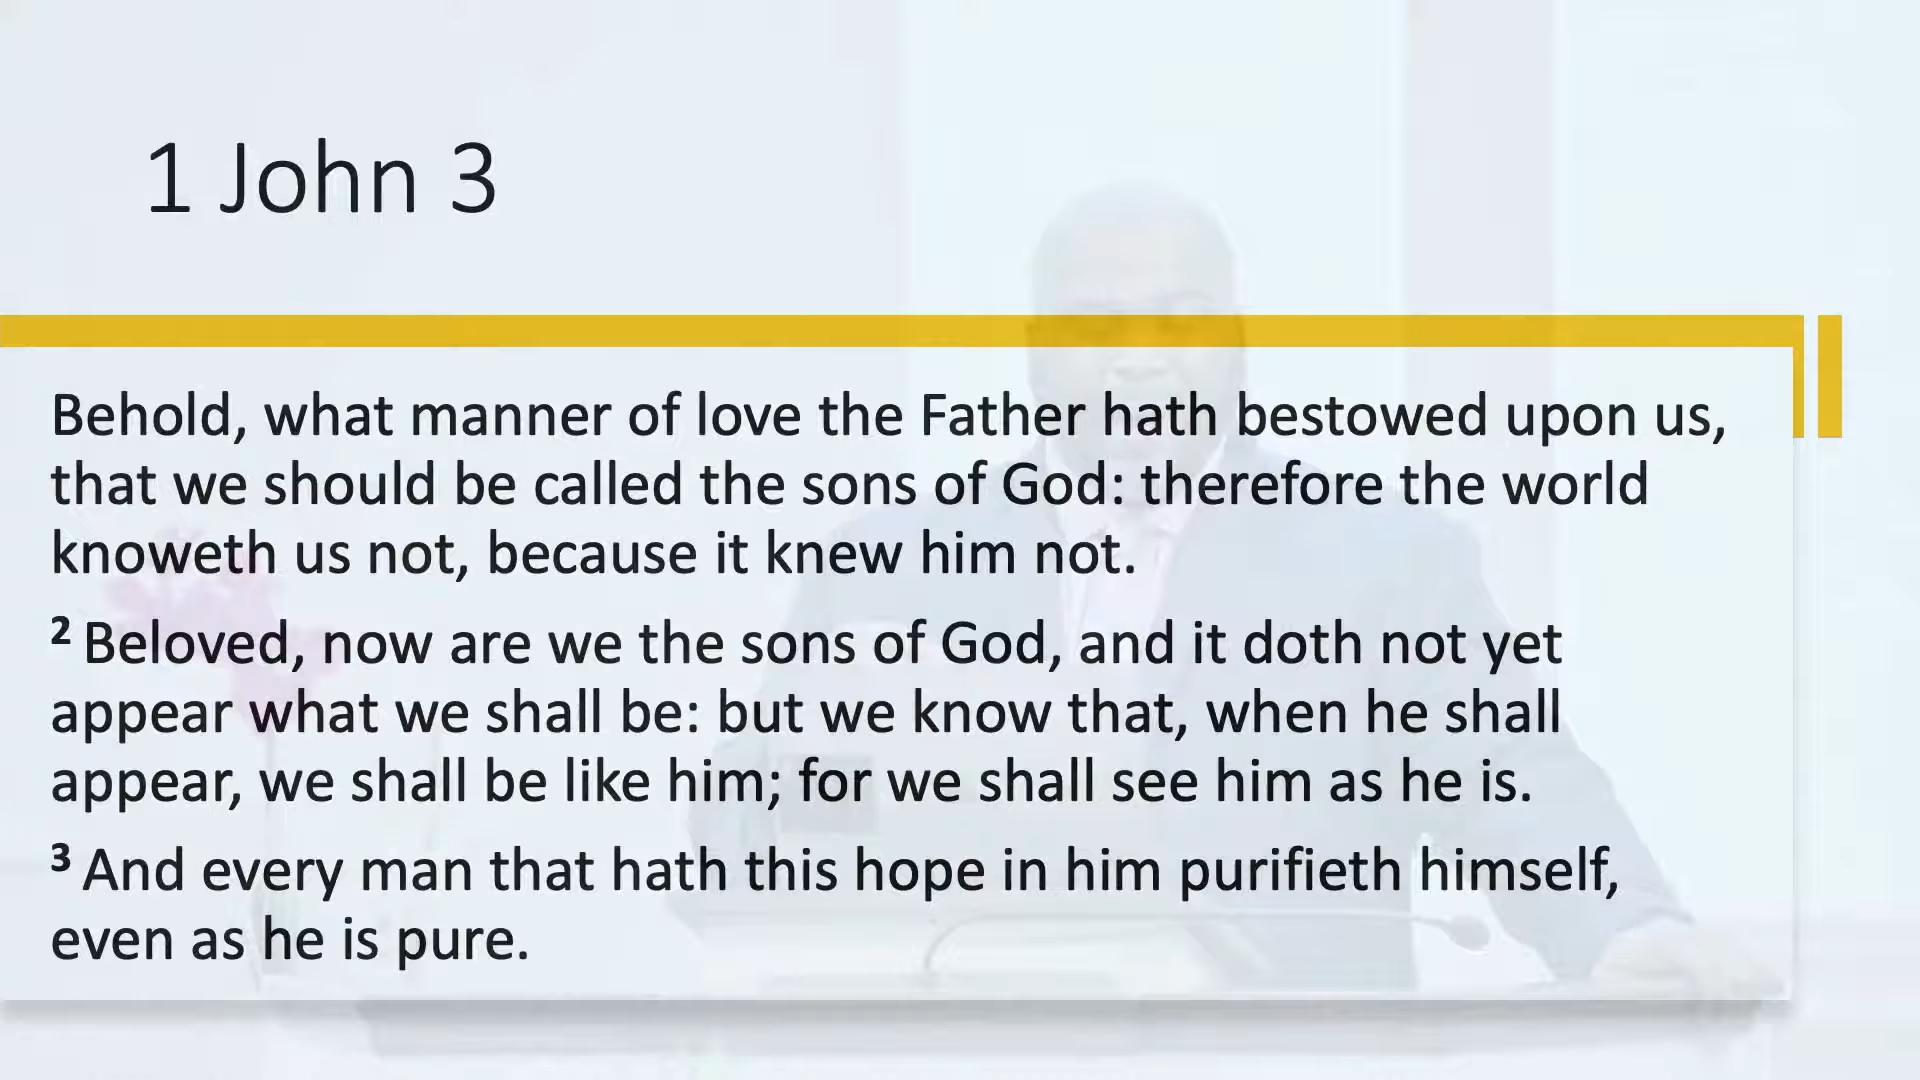 1 John 3
Behold, what manner of love the Father hath bestowed upon us,
that we should be called the sons of God: therefore the world
knoweth us not, because it knew him not.
2 Beloved, now are we the sons of God, and it doth not yet
appear what we shall be: but we know that, when he shall
appear, we shall be like him; for we shall see him as he is.
3 And every man that hath this hope in him purifieth himself,
even as he is pure.